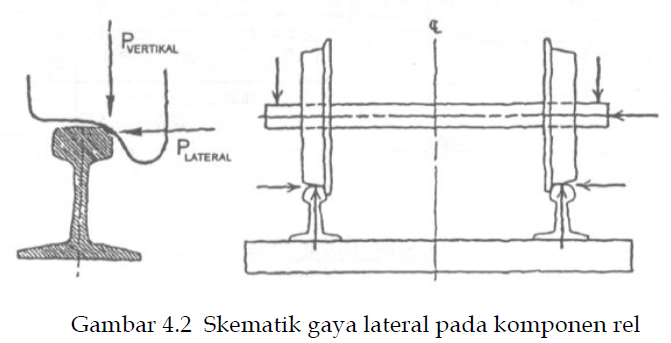 PVERTIKAL
PLATERAL
℄
Gambar 4.2 Skematik gaya lateral pada komponen rel